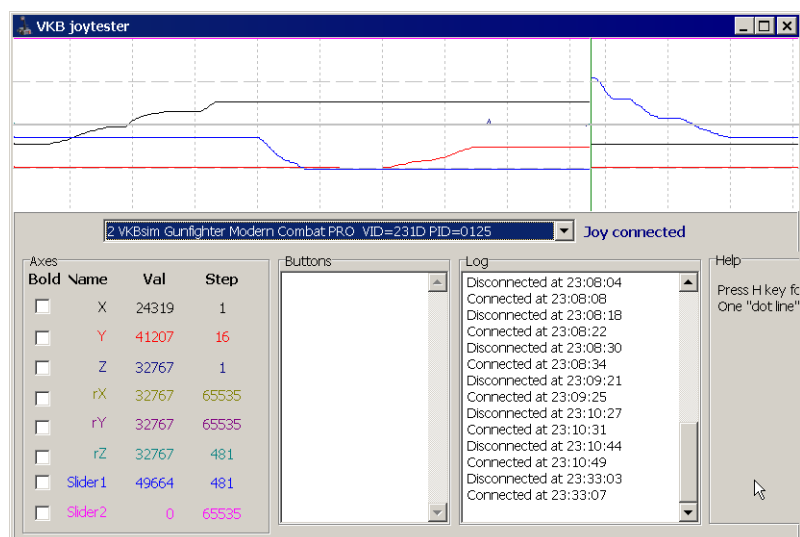 VKB joytester
2 VKBsim Gunfighter Modern Combat PRO VID=231D PID=0125
Joy connected
Axes
Bold Name Val Step
X 24319 1
Y 41207 16
Z 32767 1
rX 32767 65535
rY 32767 65535
rZ 32767 481
Slider1 49664 481
Slider2 0 65535
Buttons
Log
Disconnected at 23:08:04
Connected at 23:08:08
Disconnected at 23:08:18
Connected at 23:08:22
Disconnected at 23:08:30
Connected at 23:08:34
Disconnected at 23:09:21
Connected at 23:09:25
Disconnected at 23:10:27
Connected at 23:10:31
Disconnected at 23:10:44
Connected at 23:10:49
Disconnected at 23:33:03
Connected at 23:33:07
Help
Press H key fo
One "dot line"